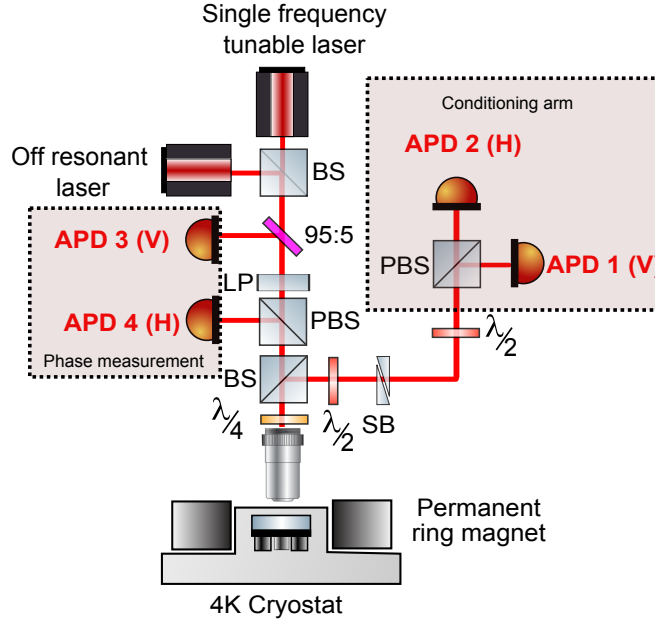 Single frequency
tunable laser
Conditioning arm
APD 2 (H)
BS
Off resonant
laser
95:5
APD 3 (V)
PBS
APD 1 (V)
LP
APD 4 (H)
PBS
λ/2
Phase measurement
BS
λ/4
λ/2
SB
Permanent
ring magnet
4K Cryostat